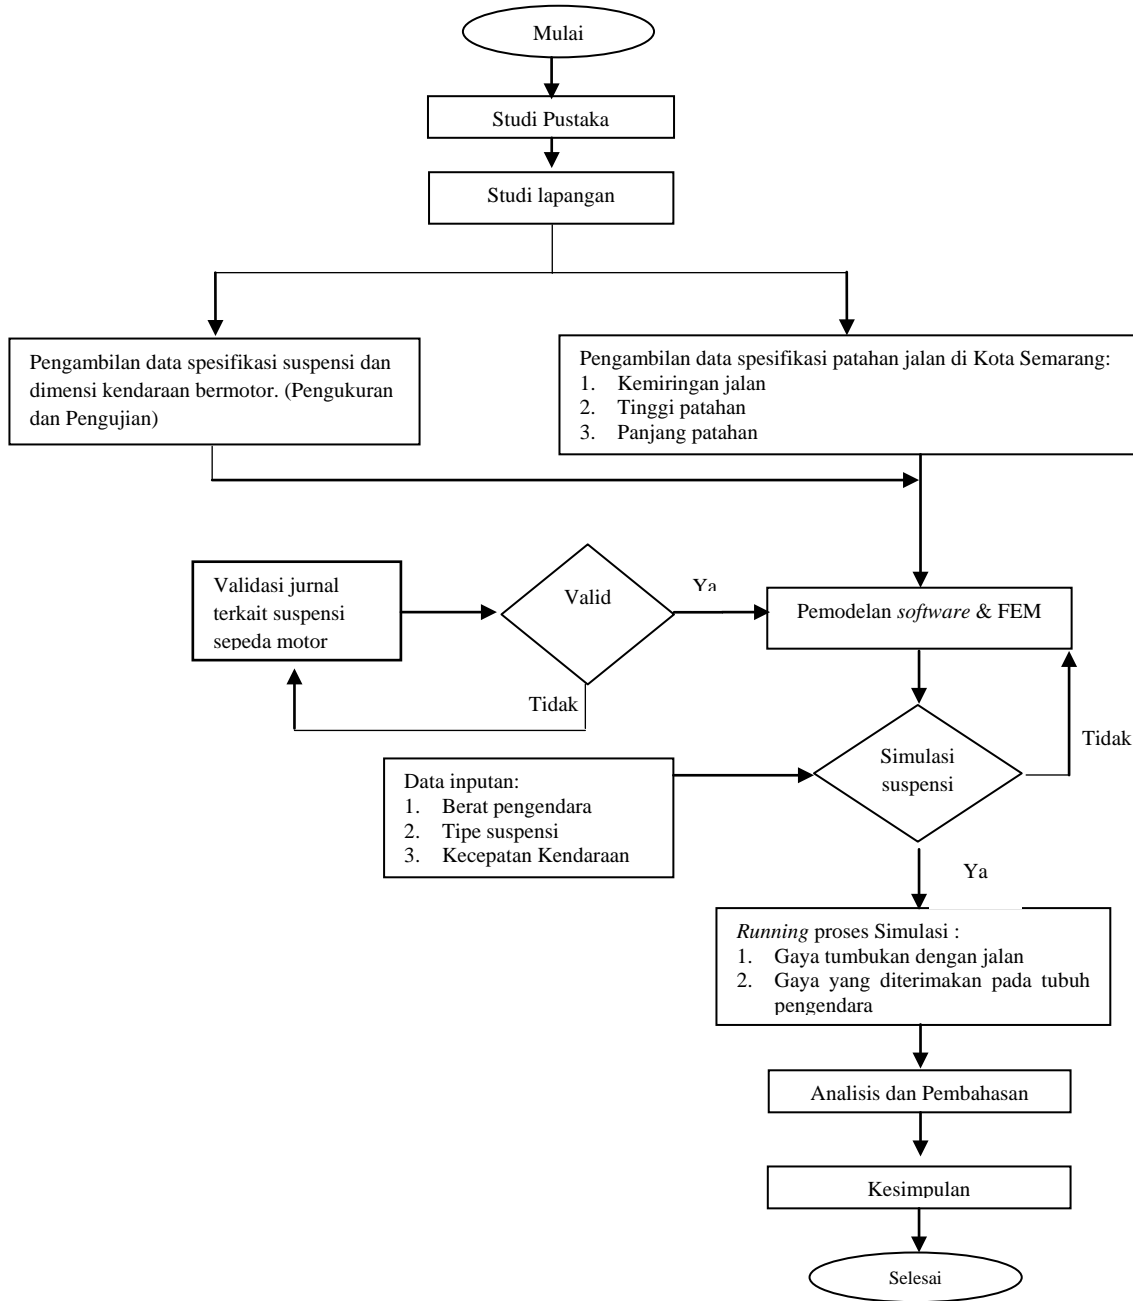 Mulai
Studi Pustaka
Studi lapangan
Pengambilan data spesifikasi suspensi dan
dimensi kendaraan bermotor. (Pengukuran
dan Pengujian)
Pengambilan data spesifikasi patahan jalan di Kota Semarang:
1. Kemiringan jalan
2. Tinggi patahan
3. Panjang patahan
Validasi jurnal
terkait suspensi
sepeda motor
Valid
Ya
Tidak
Pemodelan software & FEM
Data inputan:
1. Berat pengendara
2. Tipe suspensi
3. Kecepatan Kendaraan
Simulasi
suspensi
Tidak
Ya
Running proses Simulasi :
1. Gaya tumbukan dengan jalan
2. Gaya yang diterimakan pada tubuh
pengendara
Analisis dan Pembahasan
Kesimpulan
Selesai